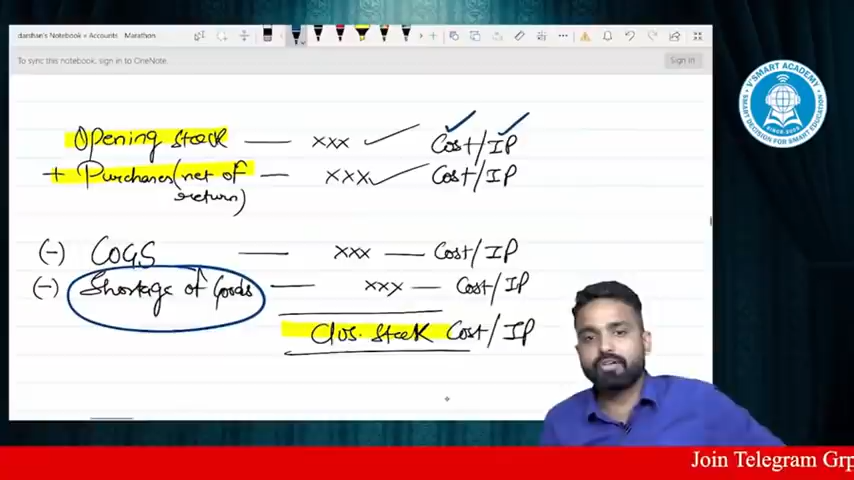 darshan's Notebook » Accounts Marathon
To sync this notebook, sign in to OneNote.
Sign in
V'SMART ACADEMY
SMART DECISION FOR SMART EDUCATION
SINCE 2003
Opening stock — xxx Cost/IP
+ Purchases (net of return) — xxx Cost/IP
(-) COGS — xxx — Cost/IP
(-) Shortage of Goods — xxx — Cost/IP
Clos. stock Cost/IP
Join Telegram Grp